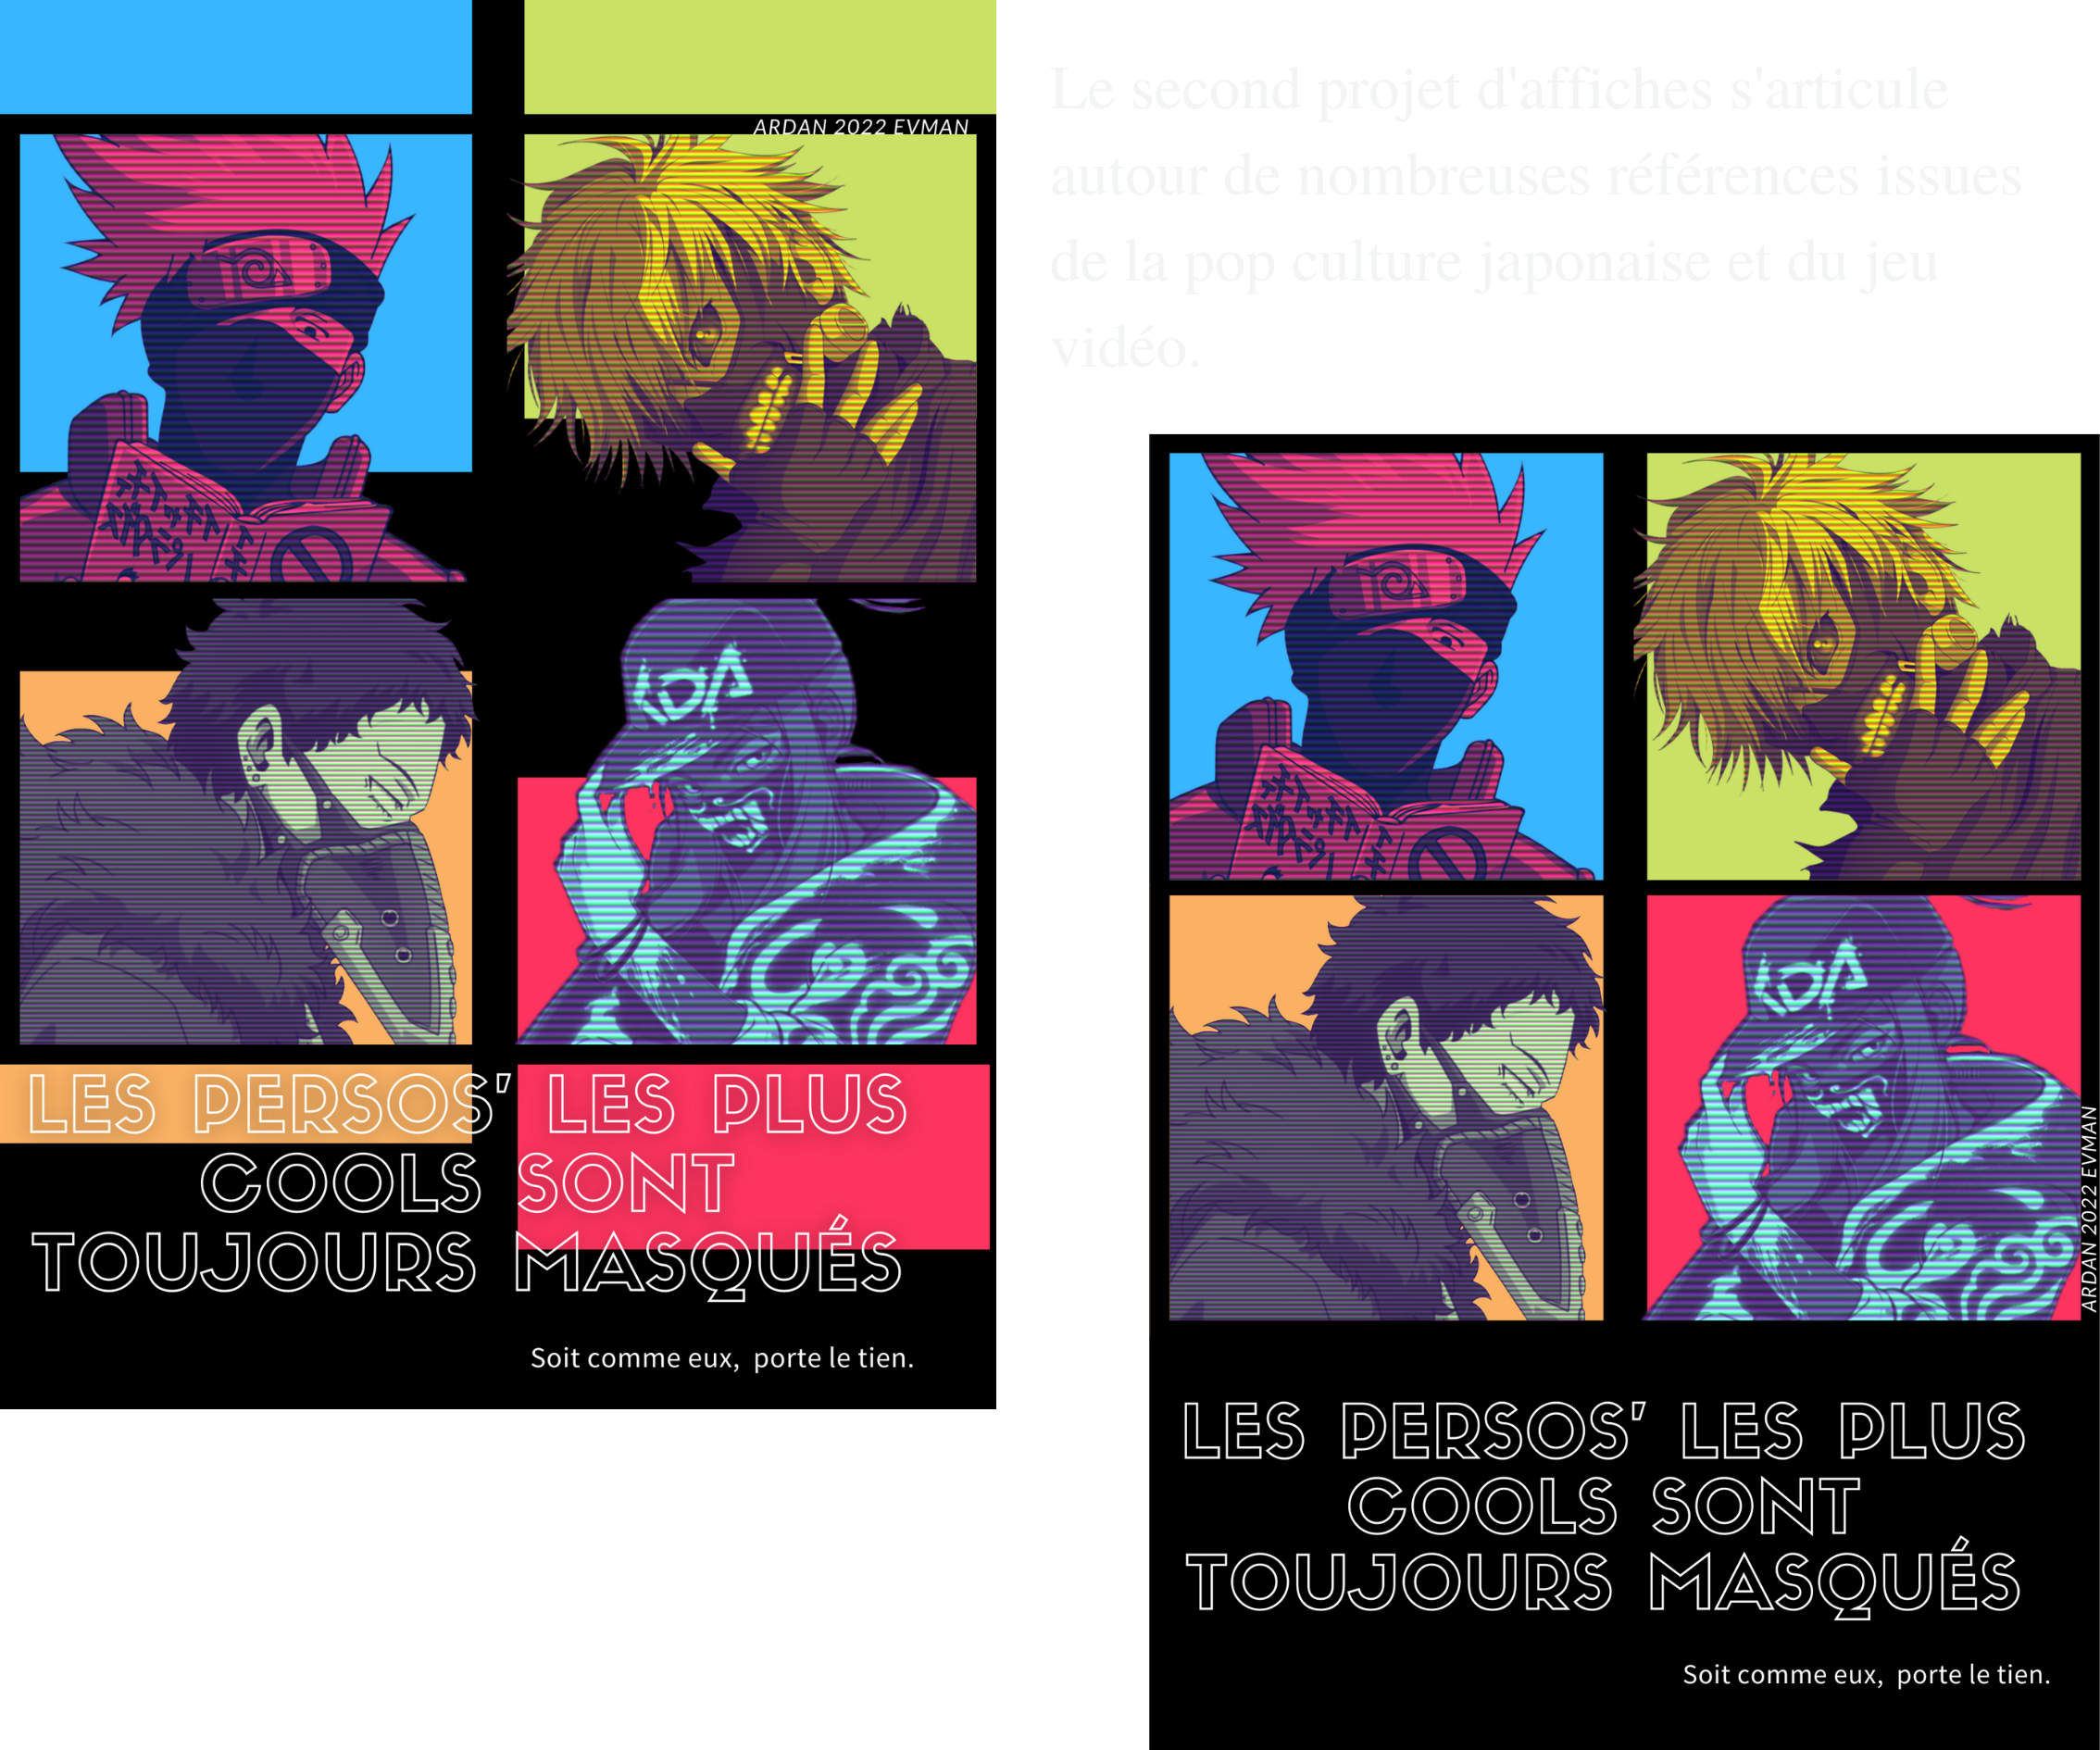 ARDAN 2022 EVMAN
KDA
LES PERSOS’ LES PLUS
COOLS SONT
TOUJOURS MASQUÉS
Soit comme eux, porte le tien.
Le second projet d'affiches s'articule
autour de nombreuses références issues
de la pop culture japonaise et du jeu
vidéo.
KDA
ARDAN 2022 EVMAN
LES PERSOS’ LES PLUS
COOLS SONT
TOUJOURS MASQUÉS
Soit comme eux, porte le tien.